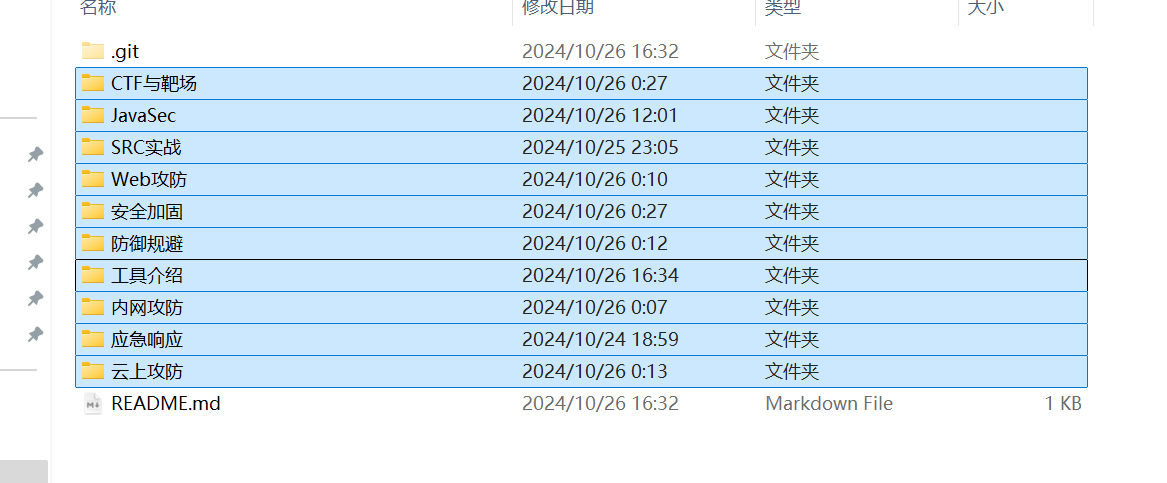 名称 修改日期 类型 大小
.git 2024/10/26 16:32 文件夹
CTF与靶场 2024/10/26 0:27 文件夹
JavaSec 2024/10/26 12:01 文件夹
SRC实战 2024/10/25 23:05 文件夹
Web攻防 2024/10/26 0:10 文件夹
安全加固 2024/10/26 0:27 文件夹
防御规避 2024/10/26 0:12 文件夹
工具介绍 2024/10/26 16:34 文件夹
内网攻防 2024/10/26 0:07 文件夹
应急响应 2024/10/24 18:59 文件夹
云上攻防 2024/10/26 0:13 文件夹
README.md 2024/10/26 16:32 Markdown File 1 KB